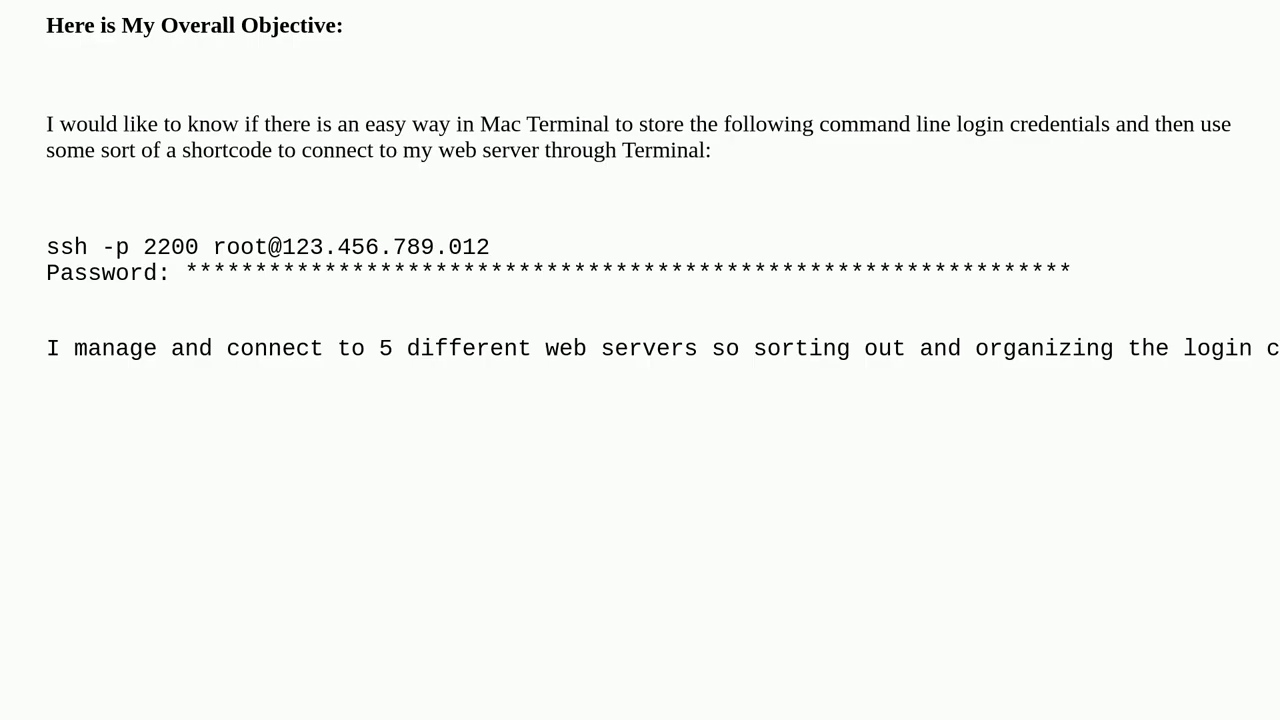 Here is My Overall Objective:
I would like to know if there is an easy way in Mac Terminal to store the following command line login credentials and then use
some sort of a shortcode to connect to my web server through Terminal:
ssh -p 2200 root@123.456.789.012
Password: ****************************************************************
I manage and connect to 5 different web servers so sorting out and organizing the login c